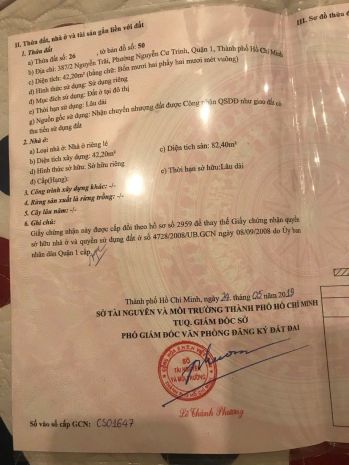 II. Thửa đất, nhà ở và tài sản gắn liền với đất
1. Thửa đất:
a) Thửa đất số: 26 , tờ bản đồ số: 50
b) Địa chỉ: 387/2 Nguyễn Trãi, Phường Nguyễn Cư Trinh, Quận 1, Thành phố Hồ Chí Minh
c) Diện tích: 42,20m² (bằng chữ: Bốn mươi hai phẩy hai mươi mét vuông)
d) Hình thức sử dụng: Sử dụng riêng
đ) Mục đích sử dụng: Đất ở tại đô thị
e) Thời hạn sử dụng: Lâu dài
g) Nguồn gốc sử dụng: Nhận chuyển nhượng đất được Công nhận QSDĐ như giao đất có
thu tiền sử dụng đất
2. Nhà ở:
a) Loại nhà ở: Nhà ở riêng lẻ
b) Diện tích xây dựng: 42,20m²
c) Diện tích sàn: 82,40m²
d) Hình thức sở hữu: Sở hữu riêng
đ) Cấp(Hạng):
e) Thời hạn sở hữu:Lâu dài
3. Công trình xây dựng khác: -/-
4. Rừng sản xuất là rừng trồng: -/-
5. Cây lâu năm: -/-
6. Ghi chú:
Giấy chứng nhận này được cấp đổi theo hồ sơ số 2959 để thay thế Giấy chứng nhận quyền
sở hữu nhà ở và quyền sử dụng đất ở số 4728/2008/UB.GCN ngày 08/09/2008 do Ủy ban
nhân dân Quận 1 cấp.
Thành phố Hồ Chí Minh, ngày 24 tháng 05 năm 2019
SỞ TÀI NGUYÊN VÀ MÔI TRƯỜNG THÀNH PHỐ HỒ CHÍ MINH
TUQ. GIÁM ĐỐC SỞ
PHÓ GIÁM ĐỐC VĂN PHÒNG ĐĂNG KÝ ĐẤT ĐAI
SỞ
TÀI NGUYÊN
VÀ MÔI TRƯỜNG
Lê Thành Phương
Số vào sổ cấp GCN: CS01647
III. Sơ đồ thửa đ